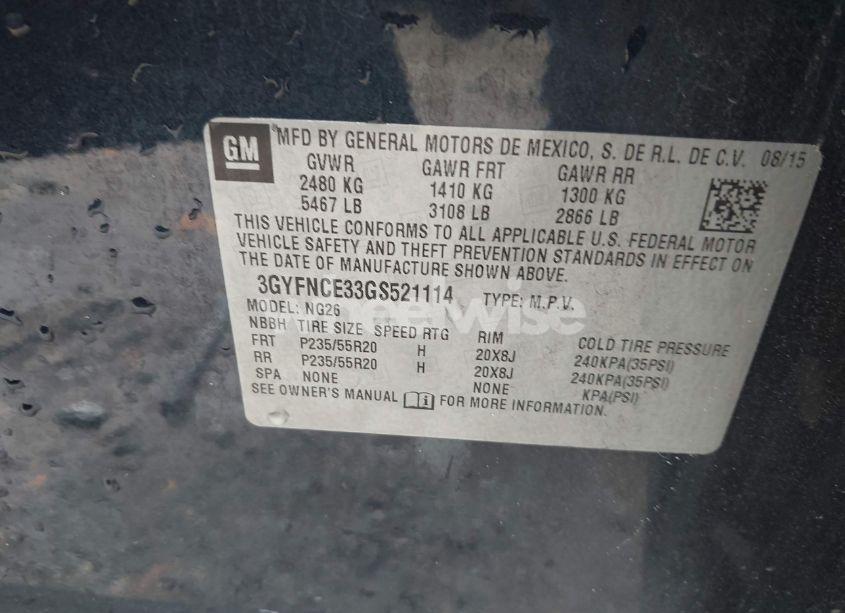 GM
MFD BY GENERAL MOTORS DE MEXICO, S. DE R.L. DE C.V. 08/15
GVWR GAWR FRT GAWR RR
2480 KG 1410 KG 1300 KG
5467 LB 3108 LB 2866 LB
THIS VEHICLE CONFORMS TO ALL APPLICABLE U.S. FEDERAL MOTOR
VEHICLE SAFETY AND THEFT PREVENTION STANDARDS IN EFFECT ON
THE DATE OF MANUFACTURE SHOWN ABOVE.
3GYFNCE33GS521114 TYPE: M.P.V.
MODEL: NG26
NBBH TIRE SIZE SPEED RTG RIM COLD TIRE PRESSURE
FRT P235/55R20 H 20X8J 240KPA(35PSI)
RR P235/55R20 H 20X8J 240KPA(35PSI)
SPA NONE NONE KPA(PSI)
SEE OWNER'S MANUAL FOR MORE INFORMATION.